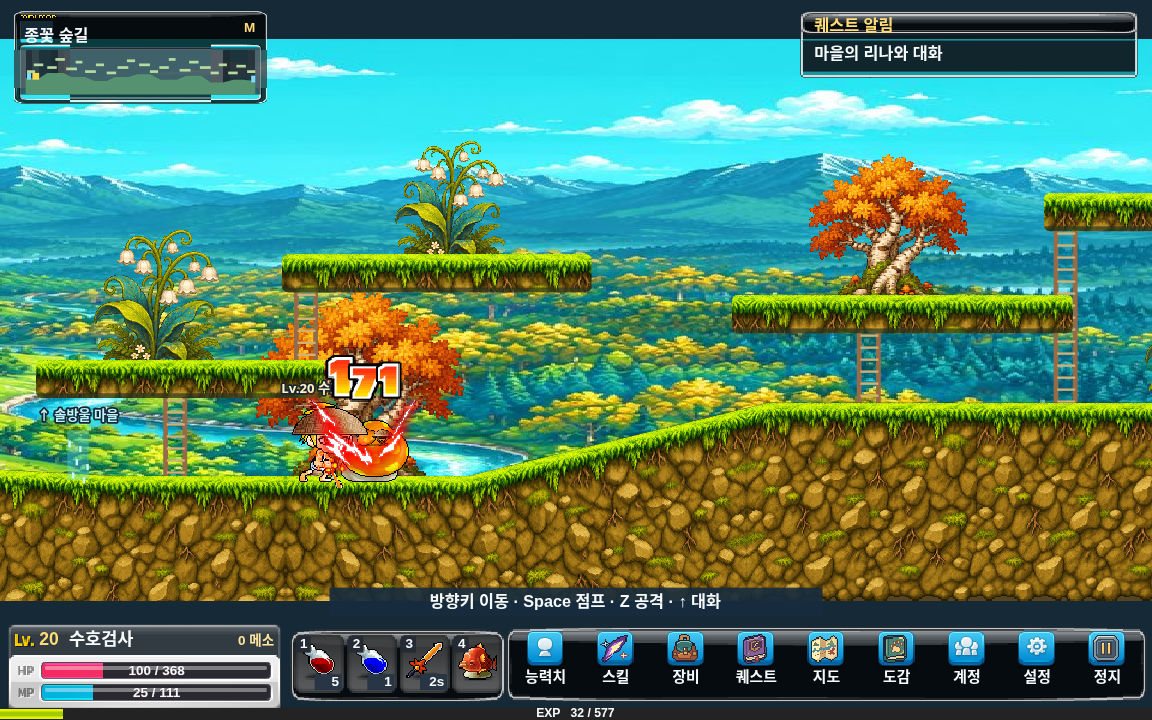 종꽃 숲길
M
퀘스트 알림
마을의 리나와 대화
Lv.20 수
171
↑ 솔방울 마을
방향키 이동 · Space 점프 · Z 공격 · ↑ 대화
Lv. 20 수호검사
0 메소
HP 100 / 368
MP 25 / 111
1 5
2 1
3 2s
4
능력치
스킬
장비
퀘스트
지도
도감
계정
설정
정지
EXP 32 / 577